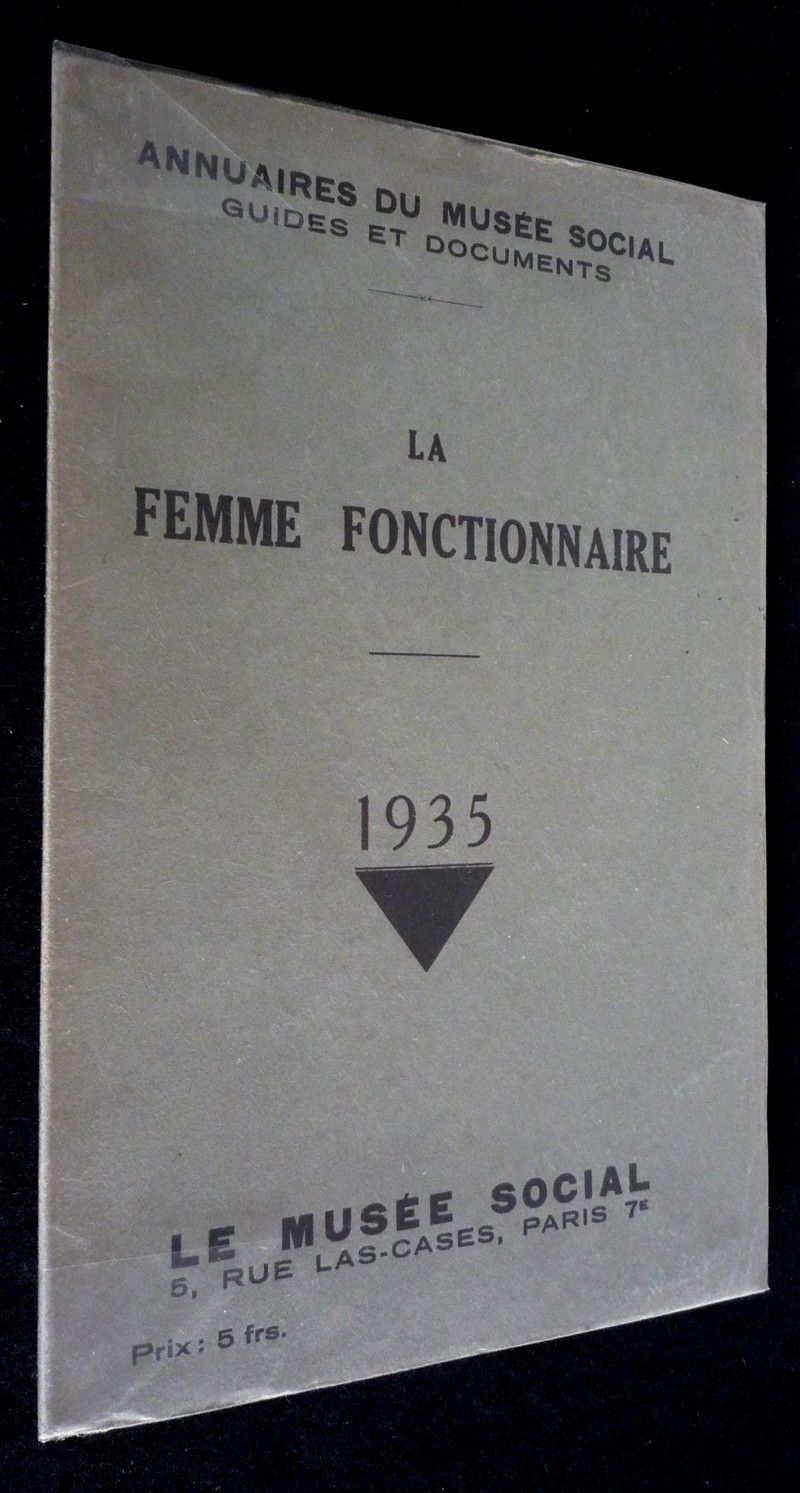 ANNUAIRES DU MUSÉE SOCIAL
GUIDES ET DOCUMENTS
LA
FEMME FONCTIONNAIRE
1935
LE MUSÉE SOCIAL
5, RUE LAS-CASES, PARIS 7E
Prix : 5 frs.